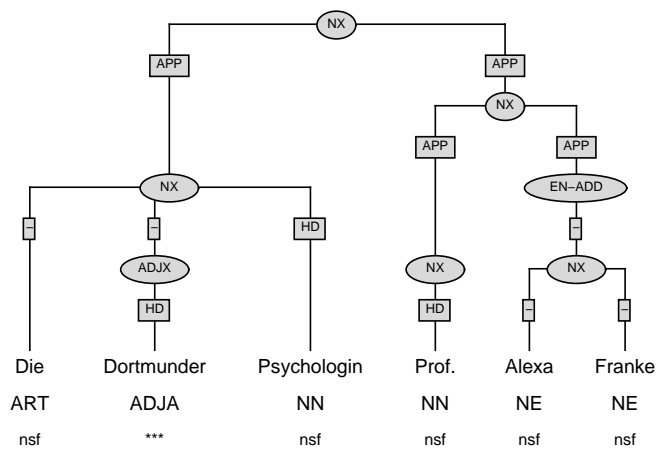 NX
APP APP
NX
APP APP
NX EN–ADD
– – HD –
ADJX NX NX
HD HD – –
Die Dortmunder Psychologin Prof. Alexa Franke
ART ADJA NN NN NE NE
nsf *** nsf nsf nsf nsf